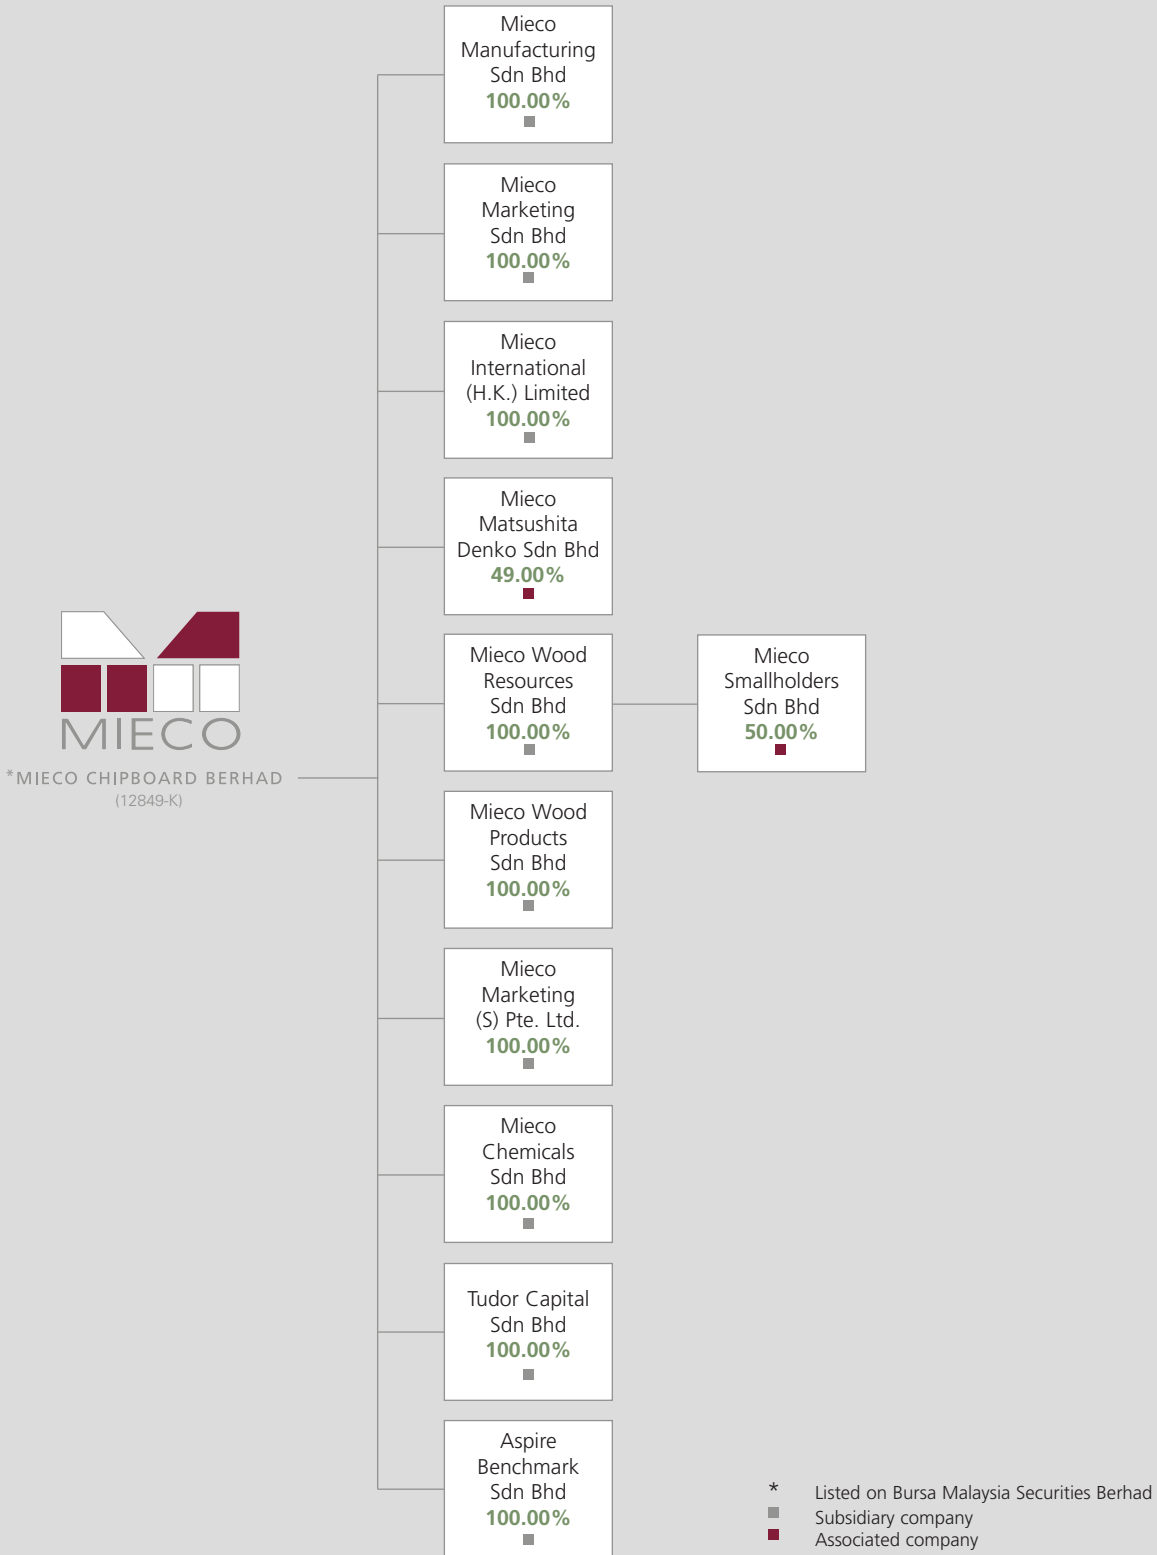 Mieco
Manufacturing
Sdn Bhd
100.00%
Mieco
Marketing
Sdn Bhd
100.00%
Mieco
International
(H.K.) Limited
100.00%
Mieco
Matsushita
Denko Sdn Bhd
49.00%
MIECO
*MIECO CHIPBOARD BERHAD
(12849-K)
Mieco Wood
Resources
Sdn Bhd
100.00%
Mieco
Smallholders
Sdn Bhd
50.00%
Mieco Wood
Products
Sdn Bhd
100.00%
Mieco
Marketing
(S) Pte. Ltd.
100.00%
Mieco
Chemicals
Sdn Bhd
100.00%
Tudor Capital
Sdn Bhd
100.00%
Aspire
Benchmark
Sdn Bhd
100.00%
* Listed on Bursa Malaysia Securities Berhad
Subsidiary company
Associated company